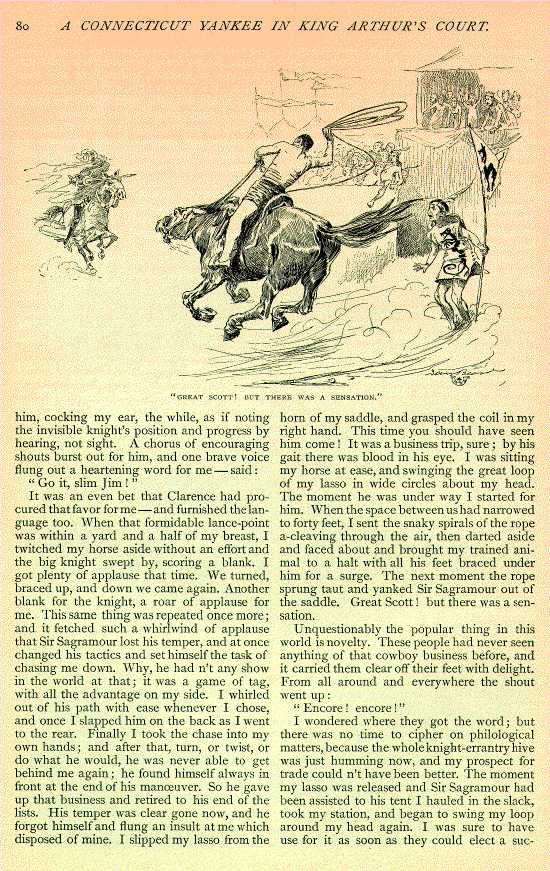 80 A CONNECTICUT YANKEE IN KING ARTHUR'S COURT.
"GREAT SCOTT! BUT THERE WAS A SENSATION."
him, cocking my ear, the while, as if noting
the invisible knight's position and progress by
hearing, not sight. A chorus of encouraging
shouts burst out for him, and one brave voice
flung out a heartening word for me — said:
"Go it, slim Jim!"
It was an even bet that Clarence had pro-
cured that favor for me — and furnished the lan-
guage too. When that formidable lance-point
was within a yard and a half of my breast, I
twitched my horse aside without an effort and
the big knight swept by, scoring a blank. I
got plenty of applause that time. We turned,
braced up, and down we came again. Another
blank for the knight, a roar of applause for
me. This same thing was repeated once more;
and it fetched such a whirlwind of applause
that Sir Sagramour lost his temper, and at once
changed his tactics and set himself the task of
chasing me down. Why, he had n't any show
in the world at that; it was a game of tag,
with all the advantage on my side. I whirled
out of his path with ease whenever I chose,
and once I slapped him on the back as I went
to the rear. Finally I took the chase into my
own hands; and after that, turn, or twist, or
do what he would, he was never able to get
behind me again; he found himself always in
front at the end of his manœuver. So he gave
up that business and retired to his end of the
lists. His temper was clear gone now, and he
forgot himself and flung an insult at me which
disposed of mine. I slipped my lasso from the
horn of my saddle, and grasped the coil in my
right hand. This time you should have seen
him come! It was a business trip, sure; by his
gait there was blood in his eye. I was sitting
my horse at ease, and swinging the great loop
of my lasso in wide circles about my head.
The moment he was under way I started for
him. When the space between us had narrowed
to forty feet, I sent the snaky spirals of the rope
a-cleaving through the air, then darted aside
and faced about and brought my trained ani-
mal to a halt with all his feet braced under
him for a surge. The next moment the rope
sprung taut and yanked Sir Sagramour out of
the saddle. Great Scott! but there was a sen-
sation.
Unquestionably the popular thing in this
world is novelty. These people had never seen
anything of that cowboy business before, and
it carried them clear off their feet with delight.
From all around and everywhere the shout
went up:
"Encore! encore!"
I wondered where they got the word; but
there was no time to cipher on philological
matters, because the whole knight-errantry hive
was just humming now, and my prospect for
trade could n't have been better. The moment
my lasso was released and Sir Sagramour had
been assisted to his tent I hauled in the slack,
took my station, and began to swing my loop
around my head again. I was sure to have
use for it as soon as they could elect a suc-